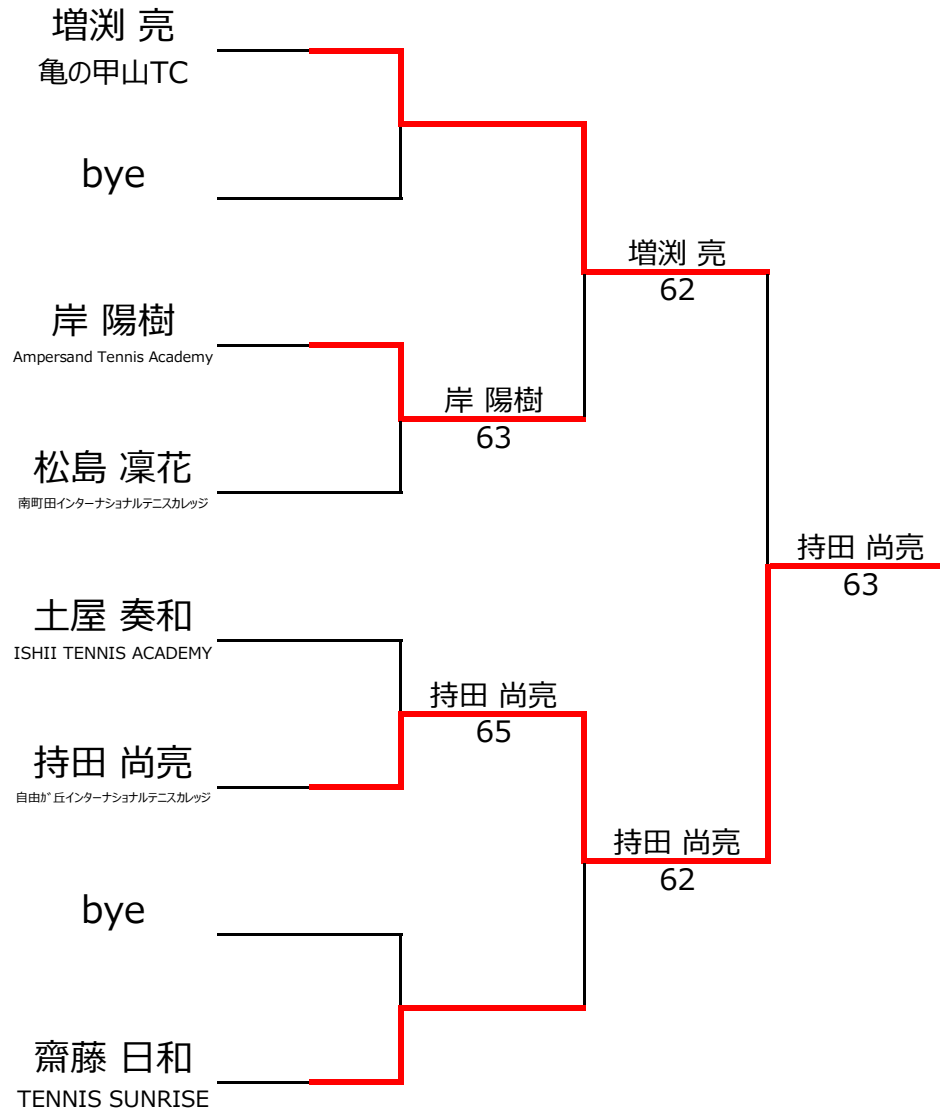 増渕 亮
亀の甲山TC
bye
岸 陽樹
Ampersand Tennis Academy
松島 凜花
南町田インターナショナルテニスカレッジ
土屋 奏和
ISHII TENNIS ACADEMY
持田 尚亮
自由が丘インターナショナルテニスカレッジ
bye
齋藤 日和
TENNIS SUNRISE
岸 陽樹
63
持田 尚亮
65
増渕 亮
62
持田 尚亮
62
持田 尚亮
63